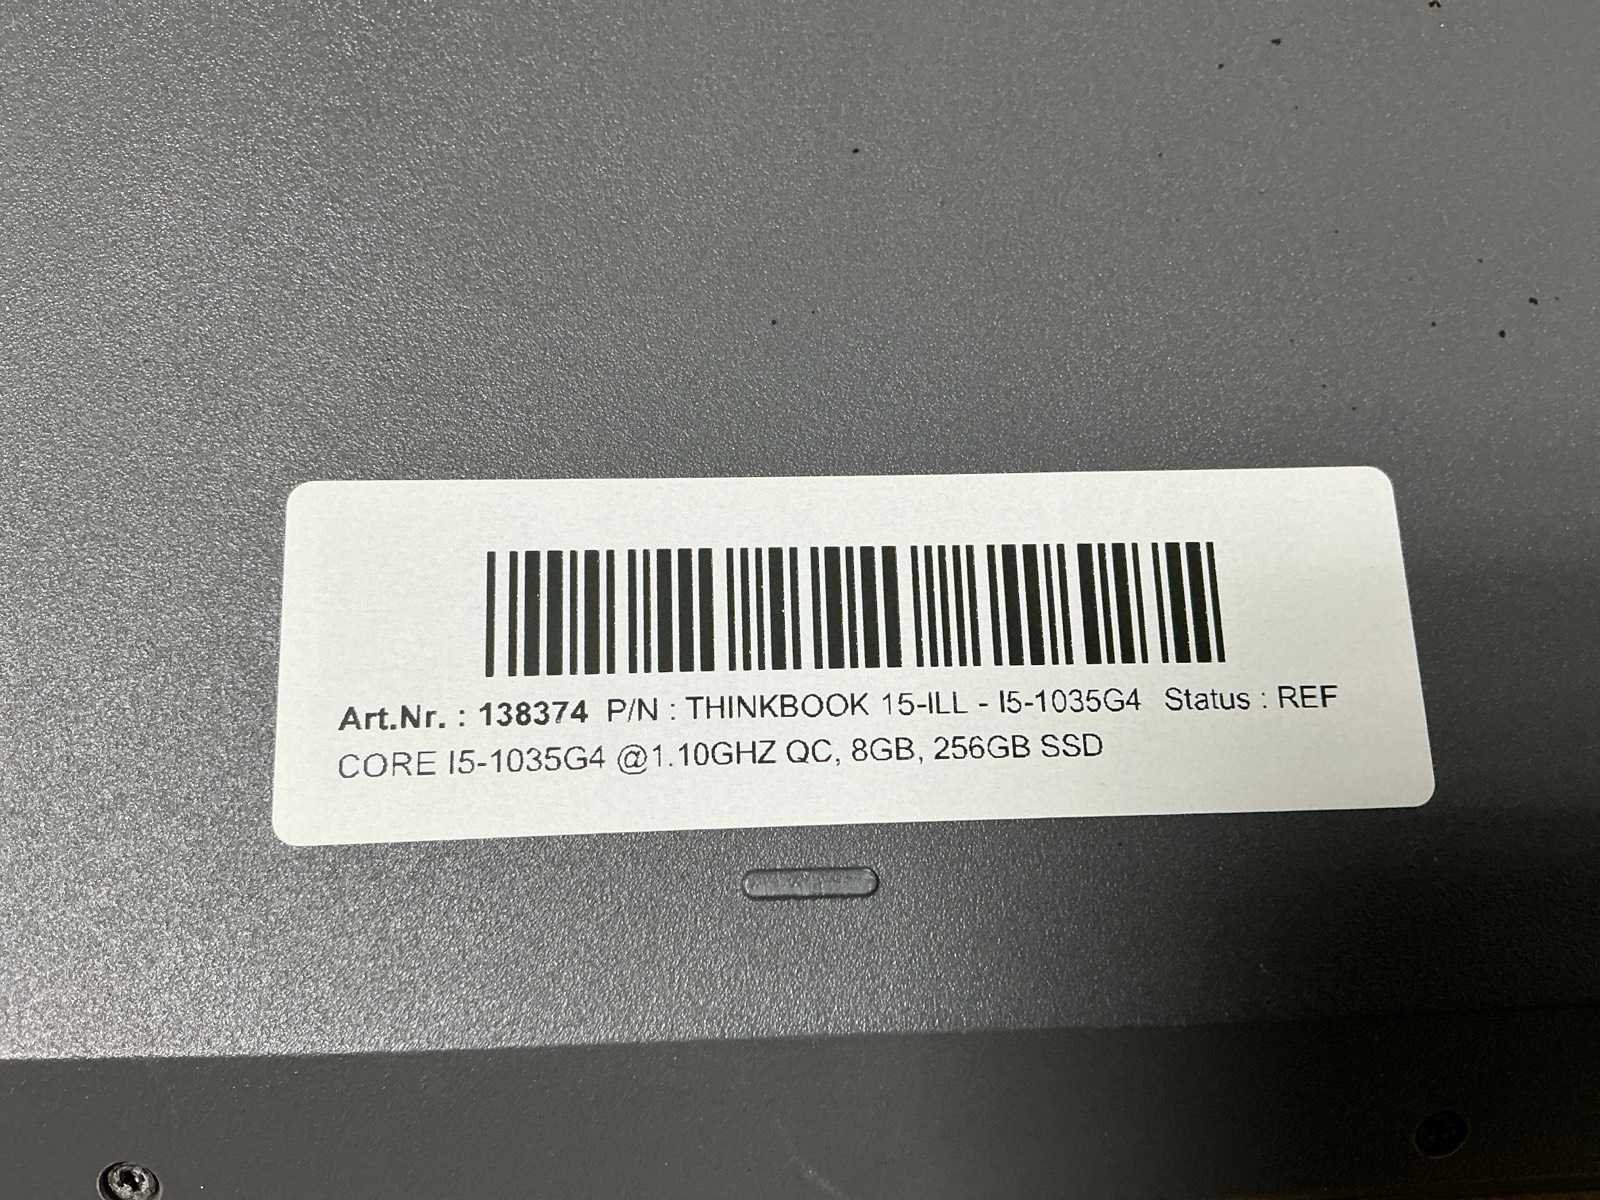 Art.Nr. : 138374 P/N : THINKBOOK 15-ILL - I5-1035G4 Status : REF
CORE I5-1035G4 @1.10GHZ QC, 8GB, 256GB SSD